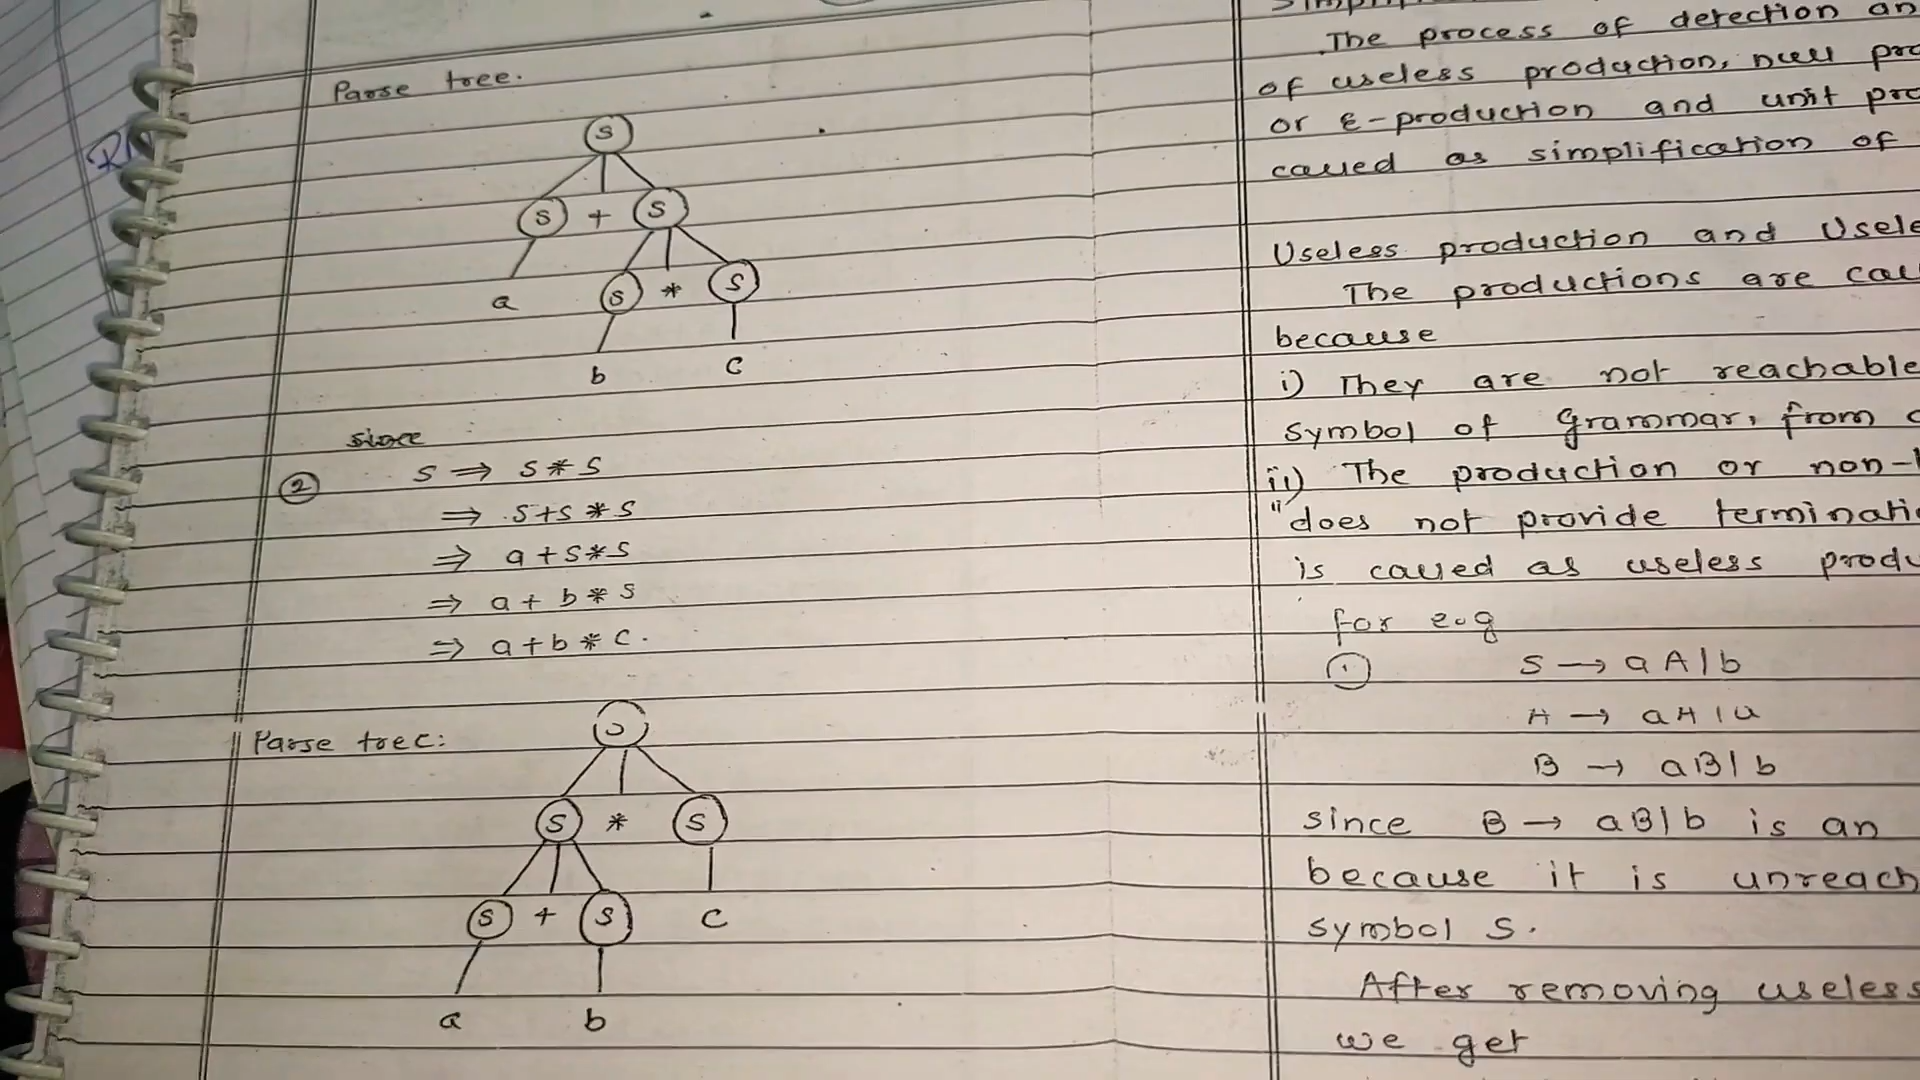 Parse tree.
S
S + S
a S * S
b c
since
② S ⇒ S * S
⇒ S+S * S
⇒ a + S * S
⇒ a + b * S
⇒ a + b * c.
Parse tree:
S
S * S
S + S c
a b
The process of detection an
of useless production, null pro
or ε-production and unit pro
called as simplification of
Useless production and Usele
The productions are cal
because
i) They are not reachable
symbol of grammar, from
ii) The production or non-t
does not provide terminati
is called as useless produ
for e.g
① S → aA|b
A → aA|a
B → aB|b
since B → aB|b is an
because it is unreach
symbol S.
After removing useless
we get